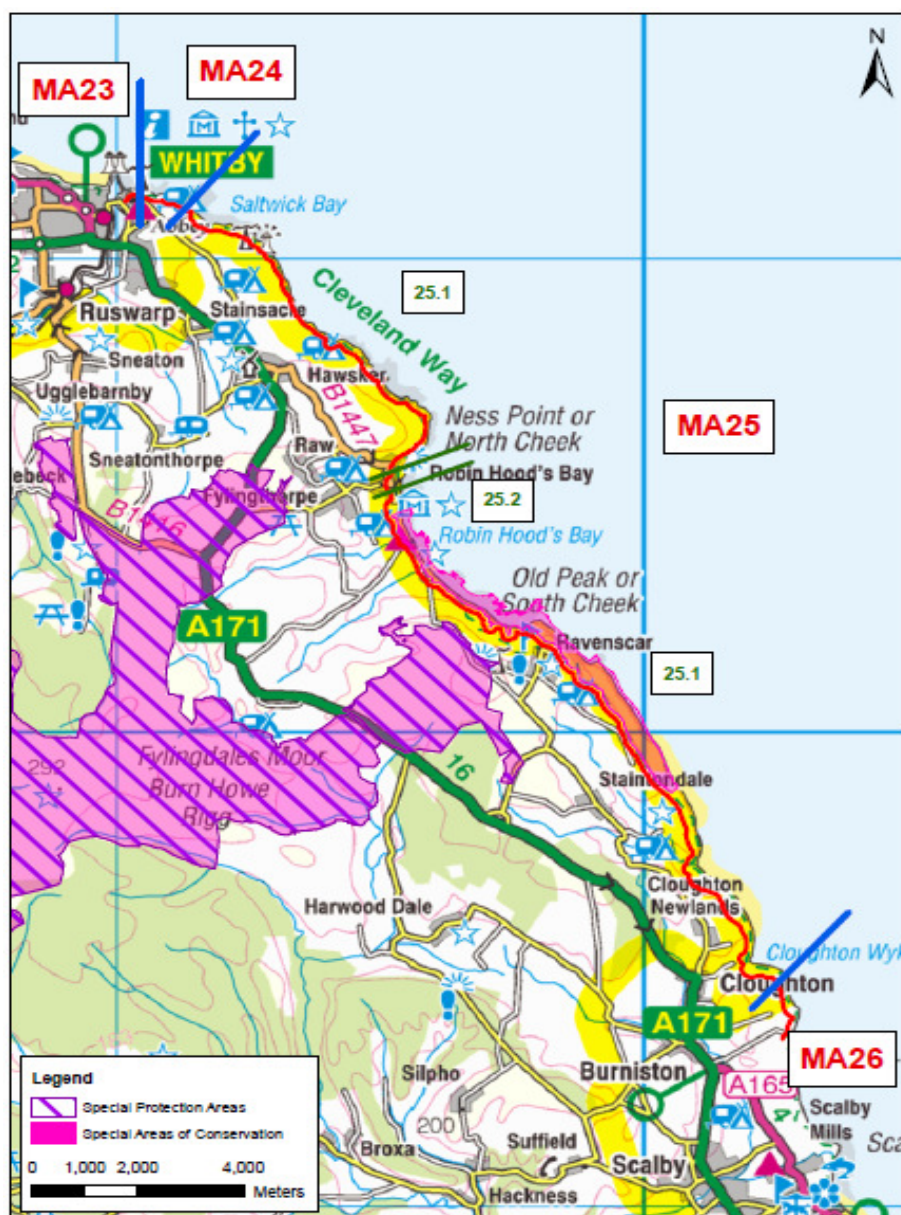 MA23
MA24
N
WHITBY
Saltwick Bay
Abbey
25.1
Cleveland Way
Ruswarp
Stainsacre
Sneaton
Hawsker
Ugglebarnby
B1447
Ness Point or
North Cheek
MA25
Raw
Sneatonthorpe
Robin Hood's Bay
Fylingthorpe
25.2
B1416
Robin Hood's Bay
Old Peak or
South Cheek
A171
Ravenscar
25.1
Fylingdales Moor
292
Burn Howe
Rigg
16
Staintondale
Cloughton
Newlands
Harwood Dale
Cloughton Wyk
Cloughton
A171
MA26
Burniston
A165
Silpho
200
Scalby
Mills
Broxa
Suffield
Scalby
Hackness
Legend
Special Protection Areas
Special Areas of Conservation
0 1,000 2,000 4,000
Meters